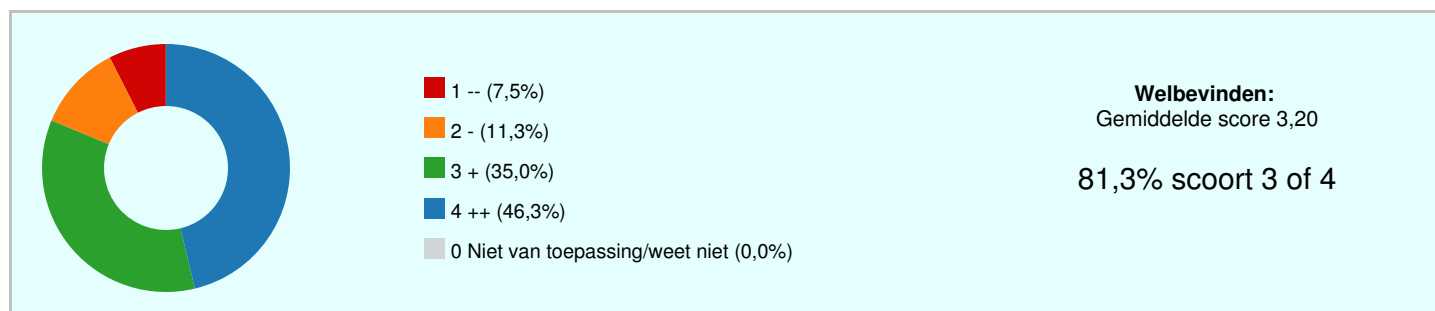 1 -- (7,5%)
2 - (11,3%)
3 + (35,0%)
4 ++ (46,3%)
0 Niet van toepassing/weet niet (0,0%)
Welbevinden:
Gemiddelde score 3,20
81,3% scoort 3 of 4